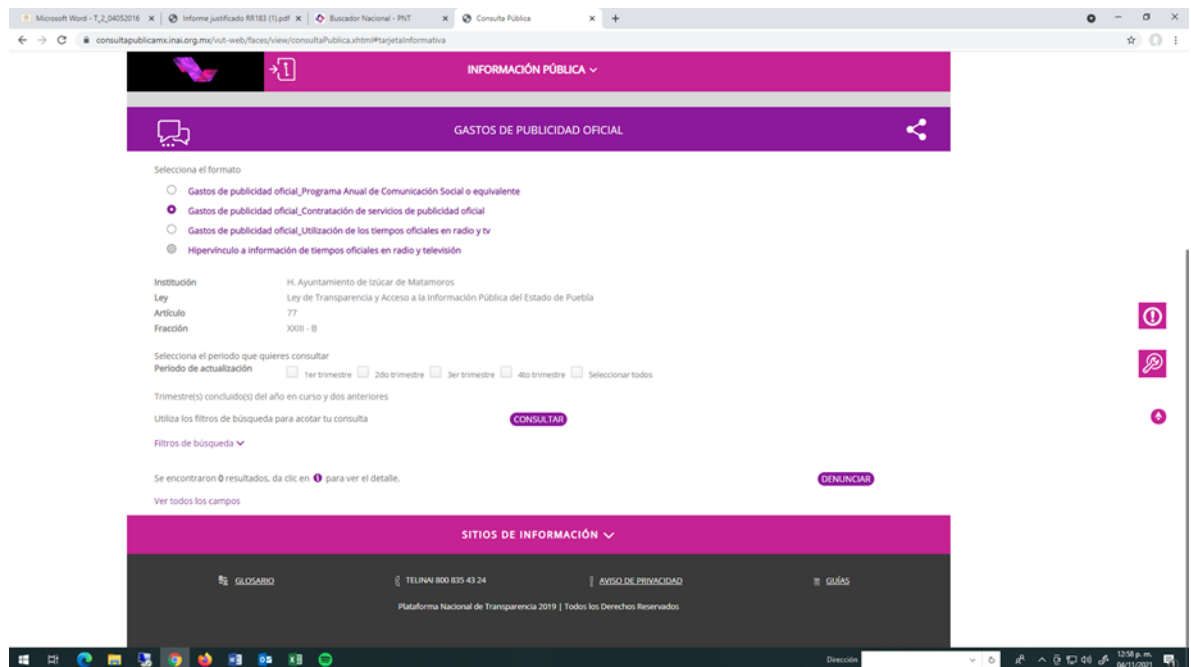 Microsoft Word - T_2_04052016
Informe justificado RR183 (1).pdf
Buscador Nacional - PNT
Consulta Pública
consultapublicamx.inai.org.mx/vut-web/faces/view/consultaPublica.xhtml#tarjetaInformativa
INFORMACIÓN PÚBLICA
GASTOS DE PUBLICIDAD OFICIAL
Selecciona el formato
Gastos de publicidad oficial_Programa Anual de Comunicación Social o equivalente
Gastos de publicidad oficial_Contratación de servicios de publicidad oficial
Gastos de publicidad oficial_Utilización de los tiempos oficiales en radio y tv
Hipervínculo a información de tiempos oficiales en radio y televisión
Institución H. Ayuntamiento de Izúcar de Matamoros
Ley Ley de Transparencia y Acceso a la Información Pública del Estado de Puebla
Artículo 77
Fracción XXIII - B
Selecciona el periodo que quieres consultar
Periodo de actualización 1er trimestre 2do trimestre 3er trimestre 4to trimestre Seleccionar todos
Trimestre(s) concluido(s) del año en curso y dos anteriores
Utiliza los filtros de búsqueda para acotar tu consulta CONSULTAR
Filtros de búsqueda
Se encontraron 0 resultados, da clic en i para ver el detalle. DENUNCIAR
Ver todos los campos
SITIOS DE INFORMACIÓN
GLOSARIO TELINAI 800 835 43 24 AVISO DE PRIVACIDAD GUÍAS
Plataforma Nacional de Transparencia 2019 | Todos los Derechos Reservados
Dirección
12:58 p. m.
04/11/2021